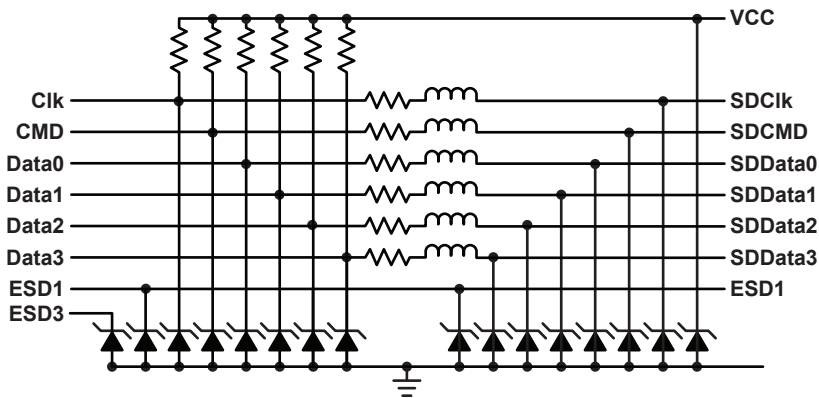 VCC
Clk SDClk
CMD SDCMD
Data0 SDData0
Data1 SDData1
Data2 SDData2
Data3 SDData3
ESD1 ESD1
ESD3